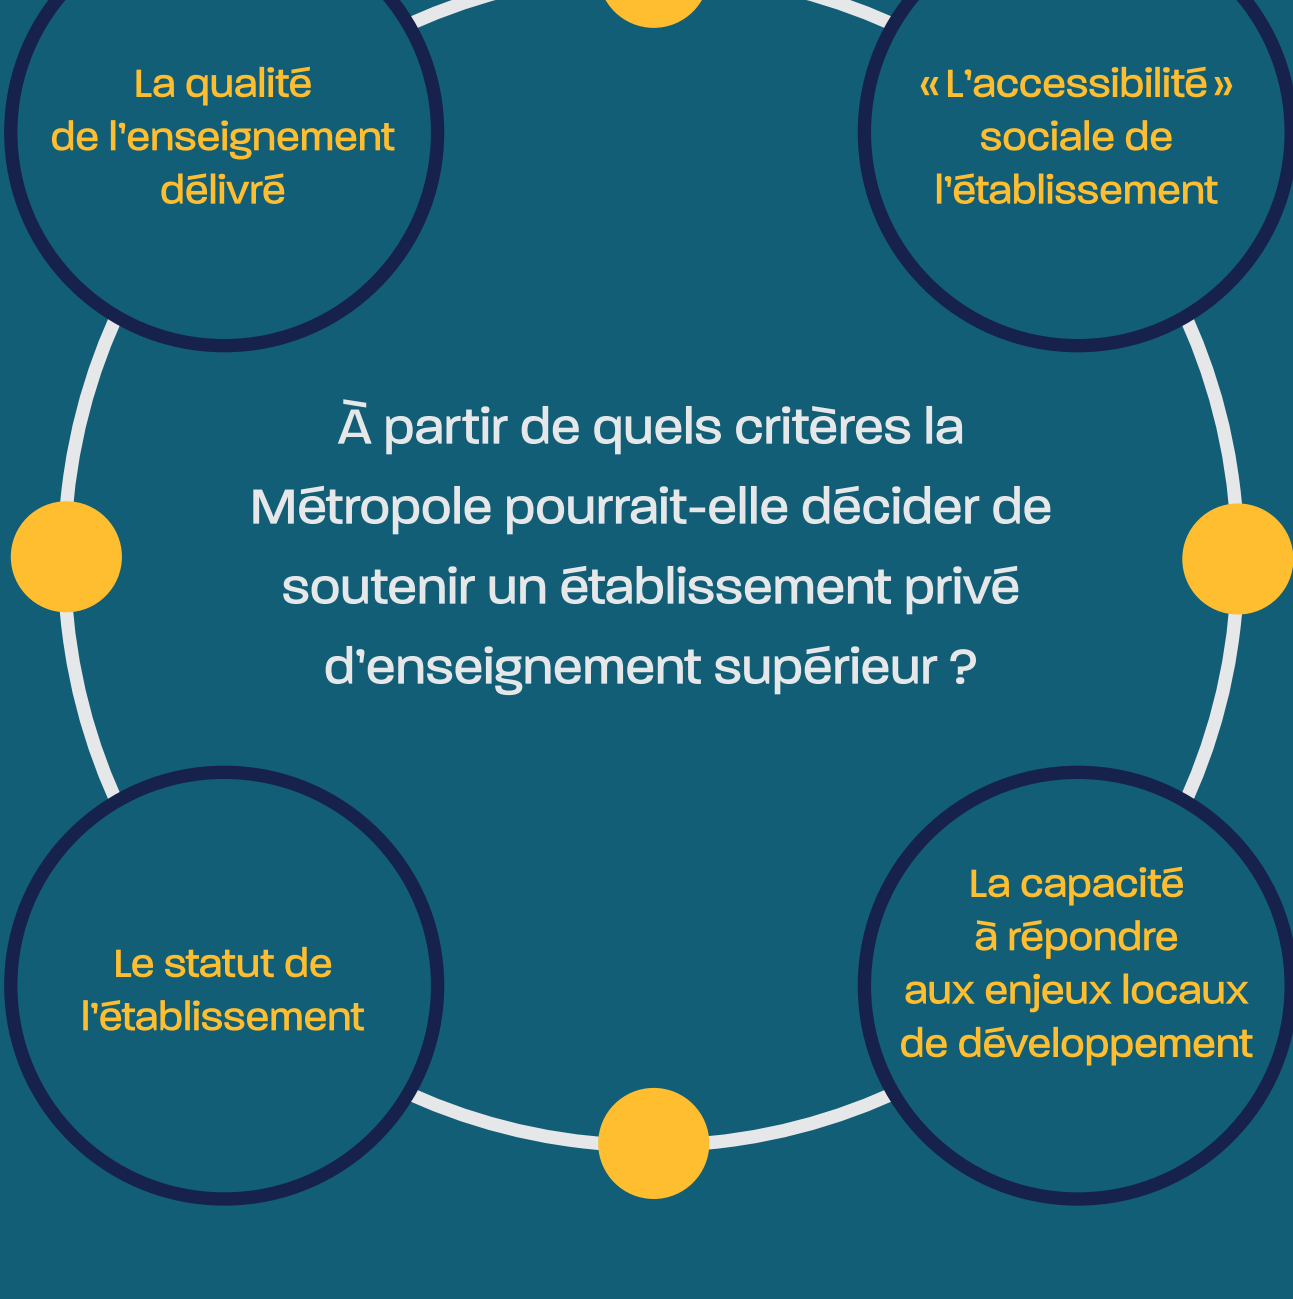 La qualité
de l’enseignement
délivré
« L’accessibilité »
sociale de
l’établissement
À partir de quels critères la
Métropole pourrait-elle décider de
soutenir un établissement privé
d’enseignement supérieur ?
Le statut de
l’établissement
La capacité
à répondre
aux enjeux locaux
de développement